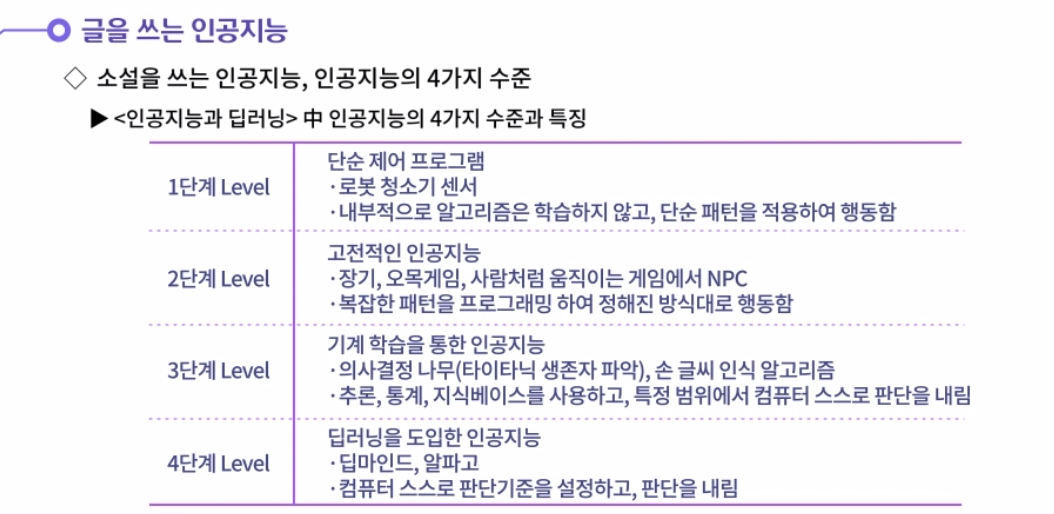 글을 쓰는 인공지능
◇ 소설을 쓰는 인공지능, 인공지능의 4가지 수준
▶ <인공지능과 딥러닝> 中 인공지능의 4가지 수준과 특징
1단계 Level
단순 제어 프로그램
·로봇 청소기 센서
·내부적으로 알고리즘은 학습하지 않고, 단순 패턴을 적용하여 행동함
2단계 Level
고전적인 인공지능
·장기, 오목게임, 사람처럼 움직이는 게임에서 NPC
·복잡한 패턴을 프로그래밍 하여 정해진 방식대로 행동함
3단계 Level
기계 학습을 통한 인공지능
·의사결정 나무(타이타닉 생존자 파악), 손 글씨 인식 알고리즘
·추론, 통계, 지식베이스를 사용하고, 특정 범위에서 컴퓨터 스스로 판단을 내림
4단계 Level
딥러닝을 도입한 인공지능
·딥마인드, 알파고
·컴퓨터 스스로 판단기준을 설정하고, 판단을 내림